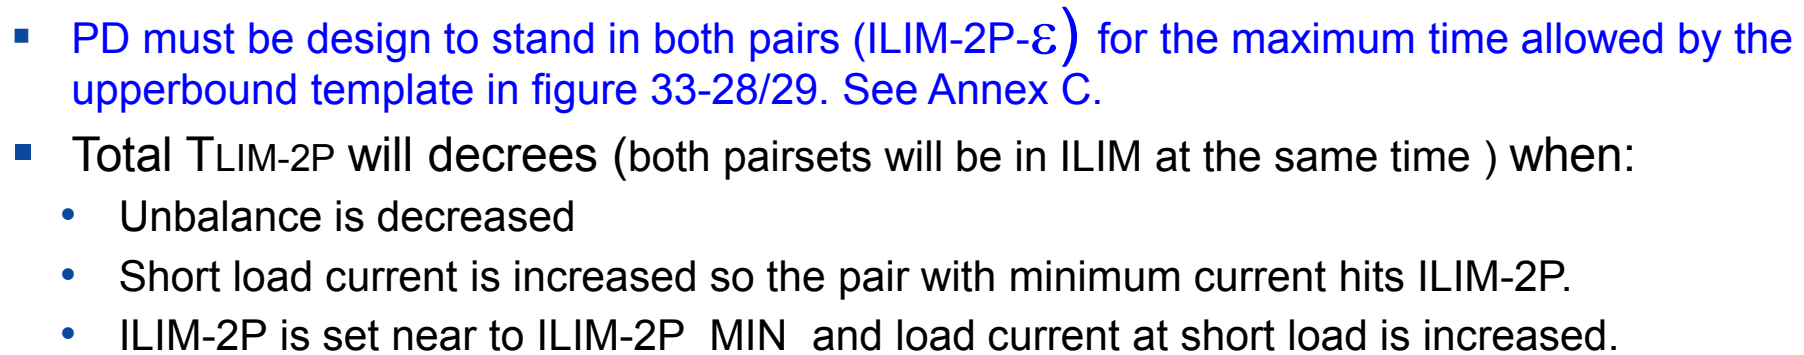 ▪ PD must be design to stand in both pairs (ILIM-2P-ε) for the maximum time allowed by the
upperbound template in figure 33-28/29. See Annex C.
▪ Total TLIM-2P will decrees (both pairsets will be in ILIM at the same time ) when:
• Unbalance is decreased
• Short load current is increased so the pair with minimum current hits ILIM-2P.
• ILIM-2P is set near to ILIM-2P  MIN  and load current at short load is increased.